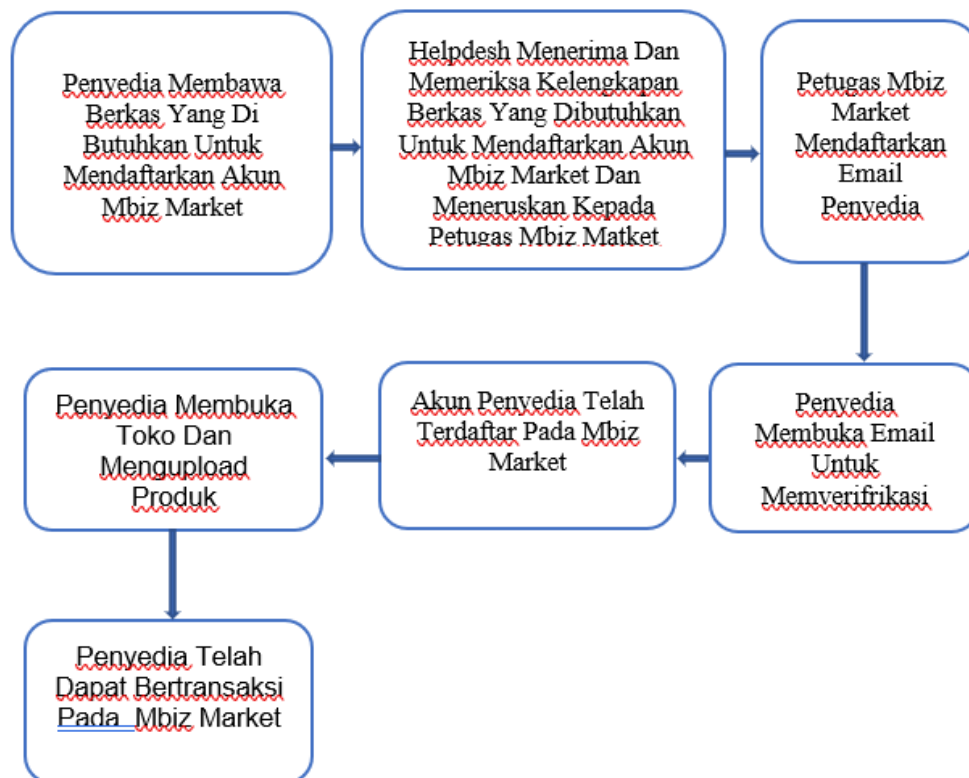 Penyedia Membawa
Berkas Yang Di
Butuhkan Untuk
Mendaftarkan Akun
Mbiz Market
Helpdesh Menerima Dan
Memeriksa Kelengkapan
Berkas Yang Dibutuhkan
Untuk Mendaftarkan Akun
Mbiz Market Dan
Meneruskan Kepada
Petugas Mbiz Matket
Petugas Mbiz
Market
Mendaftarkan
Email
Penyedia
Penyedia
Membuka Email
Untuk
Memverifrikasi
Akun Penyedia Telah
Terdaftar Pada Mbiz
Market
Penyedia Membuka
Toko Dan
Mengupload
Produk
Penyedia Telah
Dapat Bertransaksi
Pada  Mbiz Market